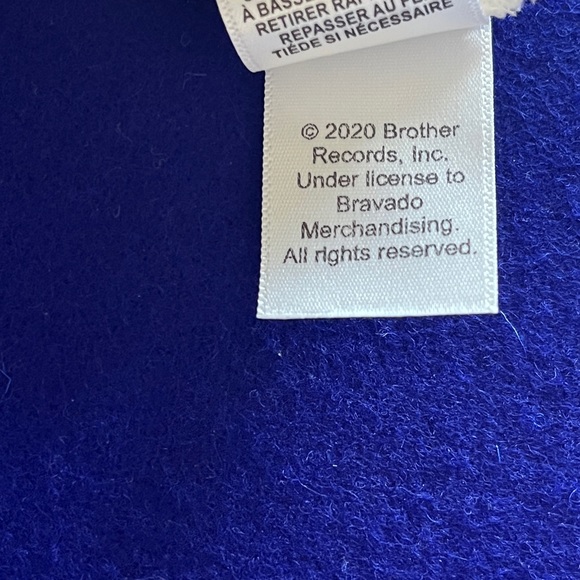 À BASSE
RETIRER
REPASSER AU
TIÈDE SI NÉCESSAIRE
© 2020 Brother
Records, Inc.
Under license to
Bravado
Merchandising.
All rights reserved.